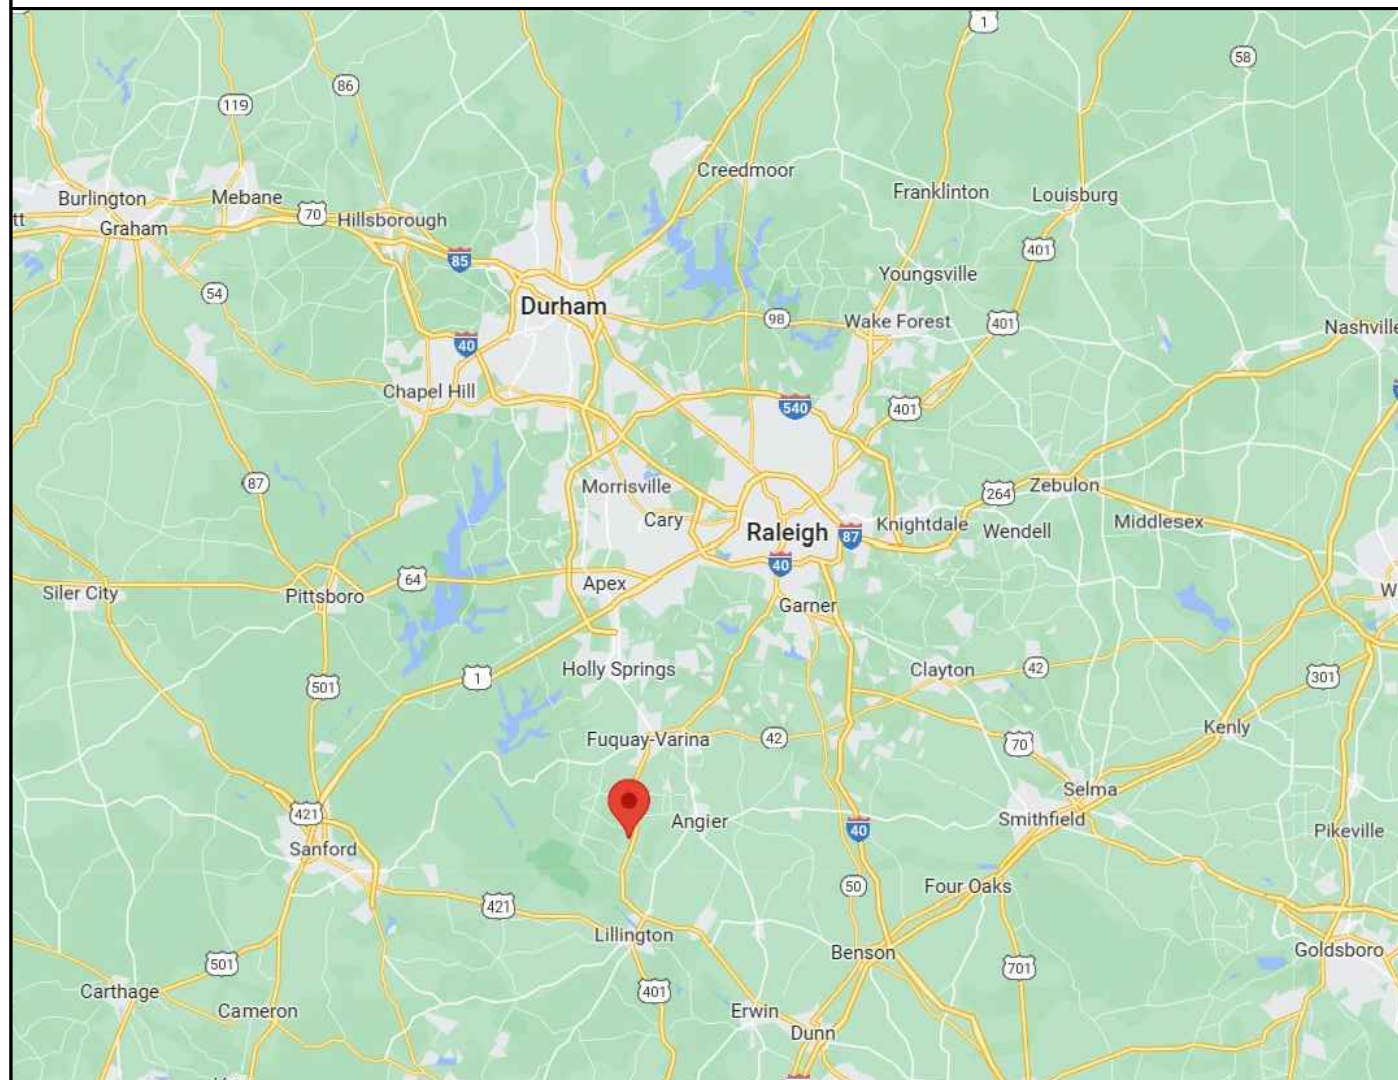 1
58
86
119
Creedmoor
Franklinton
Louisburg
Burlington
Mebane
70
Hillsborough
tt
Graham
401
85
Youngsville
54
Durham
98
Wake Forest
401
Nashville
40
Chapel Hill
540
401
87
Morrisville
264
Zebulon
Cary
Raleigh
87
Knightdale
Wendell
Middlesex
40
64
Apex
Siler City
Pittsboro
W
Garner
Holly Springs
Clayton
42
1
501
301
Kenly
Fuquay-Varina
42
70
Selma
421
Angier
Smithfield
40
Pikeville
Sanford
50
Four Oaks
421
Lillington
Benson
Goldsboro
501
701
Carthage
401
Cameron
Erwin
Dunn